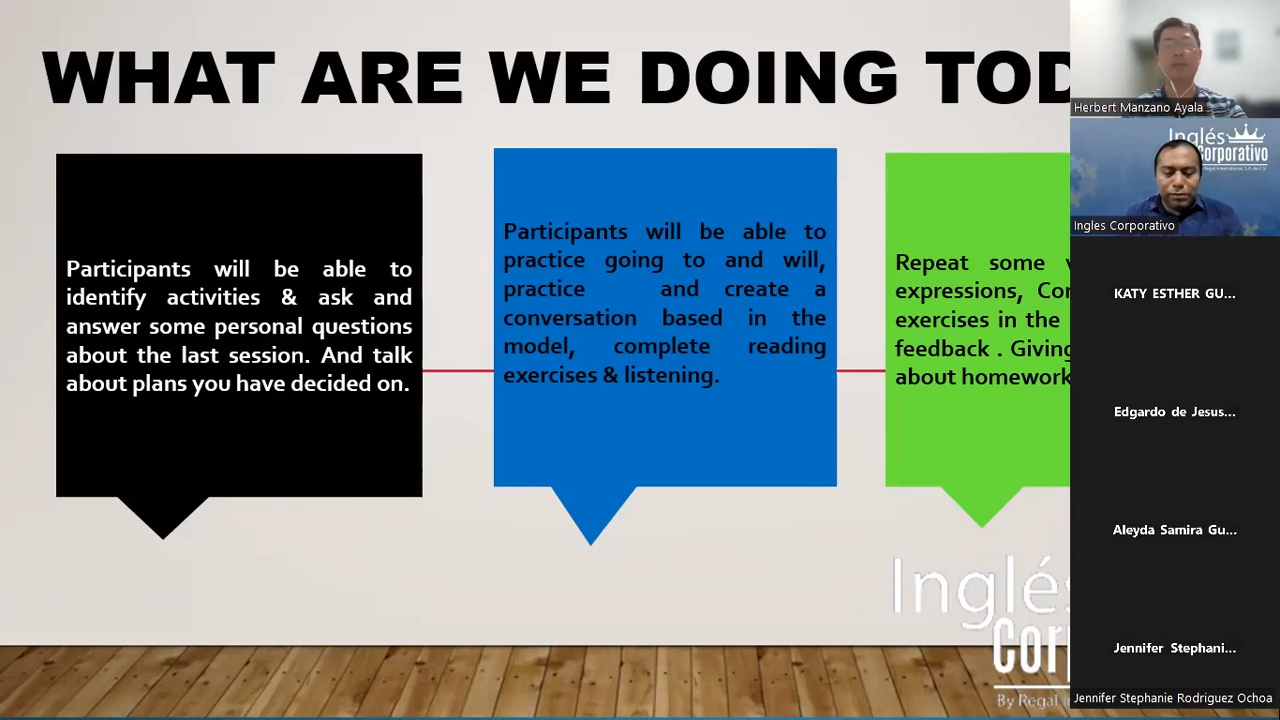 WHAT ARE WE DOING
Participants will be able to
identify activities & ask and
answer some personal questions
about the last session. And talk
about plans you have decided on.
Participants will be able to
practice going to and will,
practice and create a
conversation based in the
model, complete reading
exercises & listening.
Repeat some
expressions,
exercises in the
feedback . Giving
about homework
Inglés
By Regal
Herbert Manzano Ayala
Inglés
Corporativo
Ingles Corporativo
KATY ESTHER GU...
Edgardo de Jesus...
Aleyda Samira Gu...
Jennifer Stephani...
Jennifer Stephanie Rodriguez Ochoa